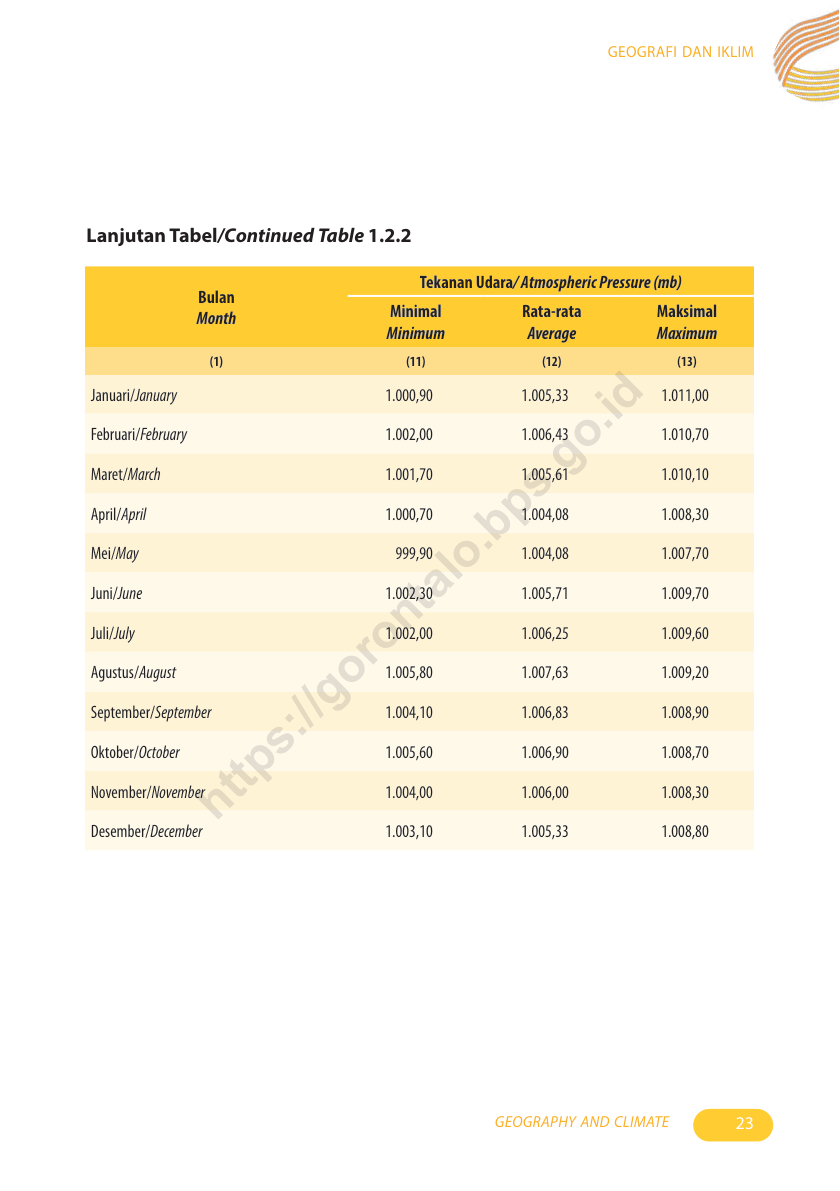 GEOGRAFI DAN IKLIM
Lanjutan Tabel/Continued Table 1.2.2
Bulan
Month
Tekanan Udara/ Atmospheric Pressure (mb)
Minimal
Minimum
Rata-rata
Average
Maksimal
Maximum
(1) (11) (12) (13)
Januari/January 1.000,90 1.005,33 1.011,00
Februari/February 1.002,00 1.006,43 1.010,70
Maret/March 1.001,70 1.005,61 1.010,10
April/April 1.000,70 1.004,08 1.008,30
Mei/May 999,90 1.004,08 1.007,70
Juni/June 1.002,30 1.005,71 1.009,70
Juli/July 1.002,00 1.006,25 1.009,60
Agustus/August 1.005,80 1.007,63 1.009,20
September/September 1.004,10 1.006,83 1.008,90
Oktober/October 1.005,60 1.006,90 1.008,70
November/November 1.004,00 1.006,00 1.008,30
Desember/December 1.003,10 1.005,33 1.008,80
https://gorontalo.bps.go.id
GEOGRAPHY AND CLIMATE 23